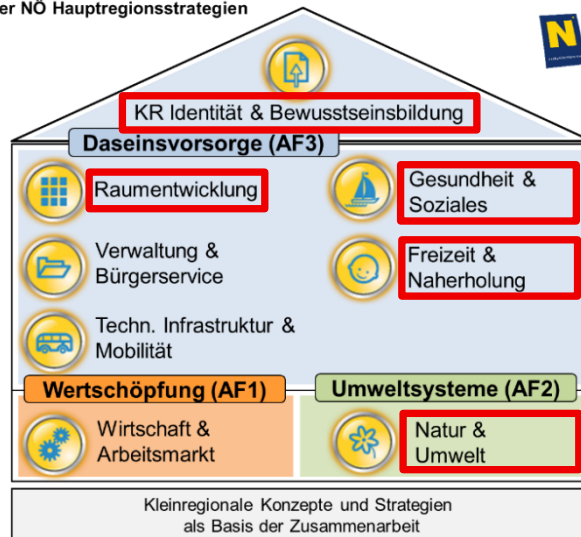 er NÖ Hauptregionsstrategien
N
KR Identität & Bewusstseinsbildung
Daseinsvorsorge (AF3)
Raumentwicklung
Gesundheit &
Soziales
Verwaltung &
Bürgerservice
Freizeit &
Naherholung
Techn. Infrastruktur &
Mobilität
Wertschöpfung (AF1)
Umweltsysteme (AF2)
Wirtschaft &
Arbeitsmarkt
Natur &
Umwelt
Kleinregionale Konzepte und Strategien
als Basis der Zusammenarbeit